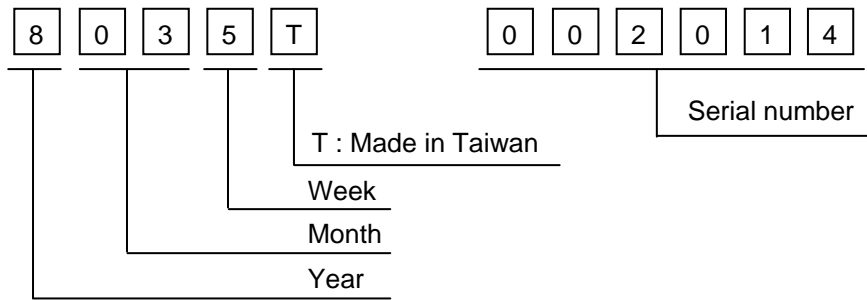 8 0 3 5 T 0 0 2 0 1 4
Serial number
T : Made in Taiwan
Week
Month
Year